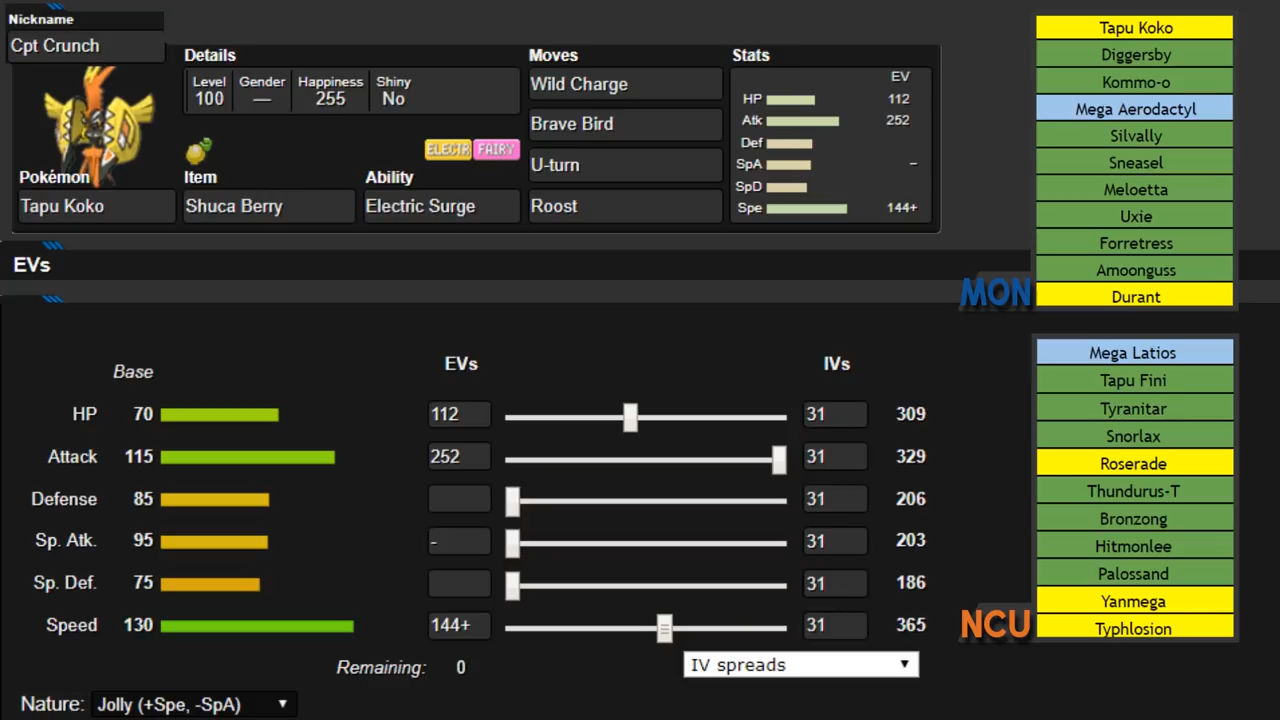 Nickname
Cpt Crunch
Details
Moves
Stats
Level
Gender
Happiness
Shiny
100
—
255
No
Wild Charge
EV
HP 112
Atk 252
Def
SpA –
SpD
Spe 144+
Brave Bird
ELECTR FAIRY
U-turn
Pokémon
Item
Ability
Tapu Koko
Shuca Berry
Electric Surge
Roost
EVs
Base
EVs
IVs
HP 70 112 31 309
Attack 115 252 31 329
Defense 85 31 206
Sp. Atk. 95 - 31 203
Sp. Def. 75 31 186
Speed 130 144+ 31 365
Remaining: 0
IV spreads
Nature: Jolly (+Spe, -SpA)
Tapu Koko
Diggersby
Kommo-o
Mega Aerodactyl
Silvally
Sneasel
Meloetta
Uxie
Forretress
Amoonguss
Durant
MON
Mega Latios
Tapu Fini
Tyranitar
Snorlax
Roserade
Thundurus-T
Bronzong
Hitmonlee
Palossand
Yanmega
Typhlosion
NCU